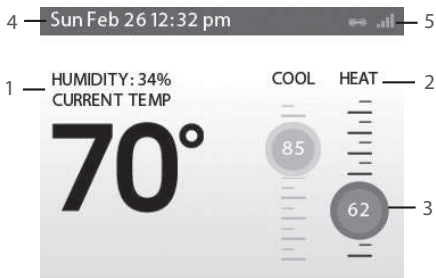 4 Sun Feb 26 12:32 pm 5
1 HUMIDITY: 34% COOL HEAT 2
CURRENT TEMP
70°
85
62 3